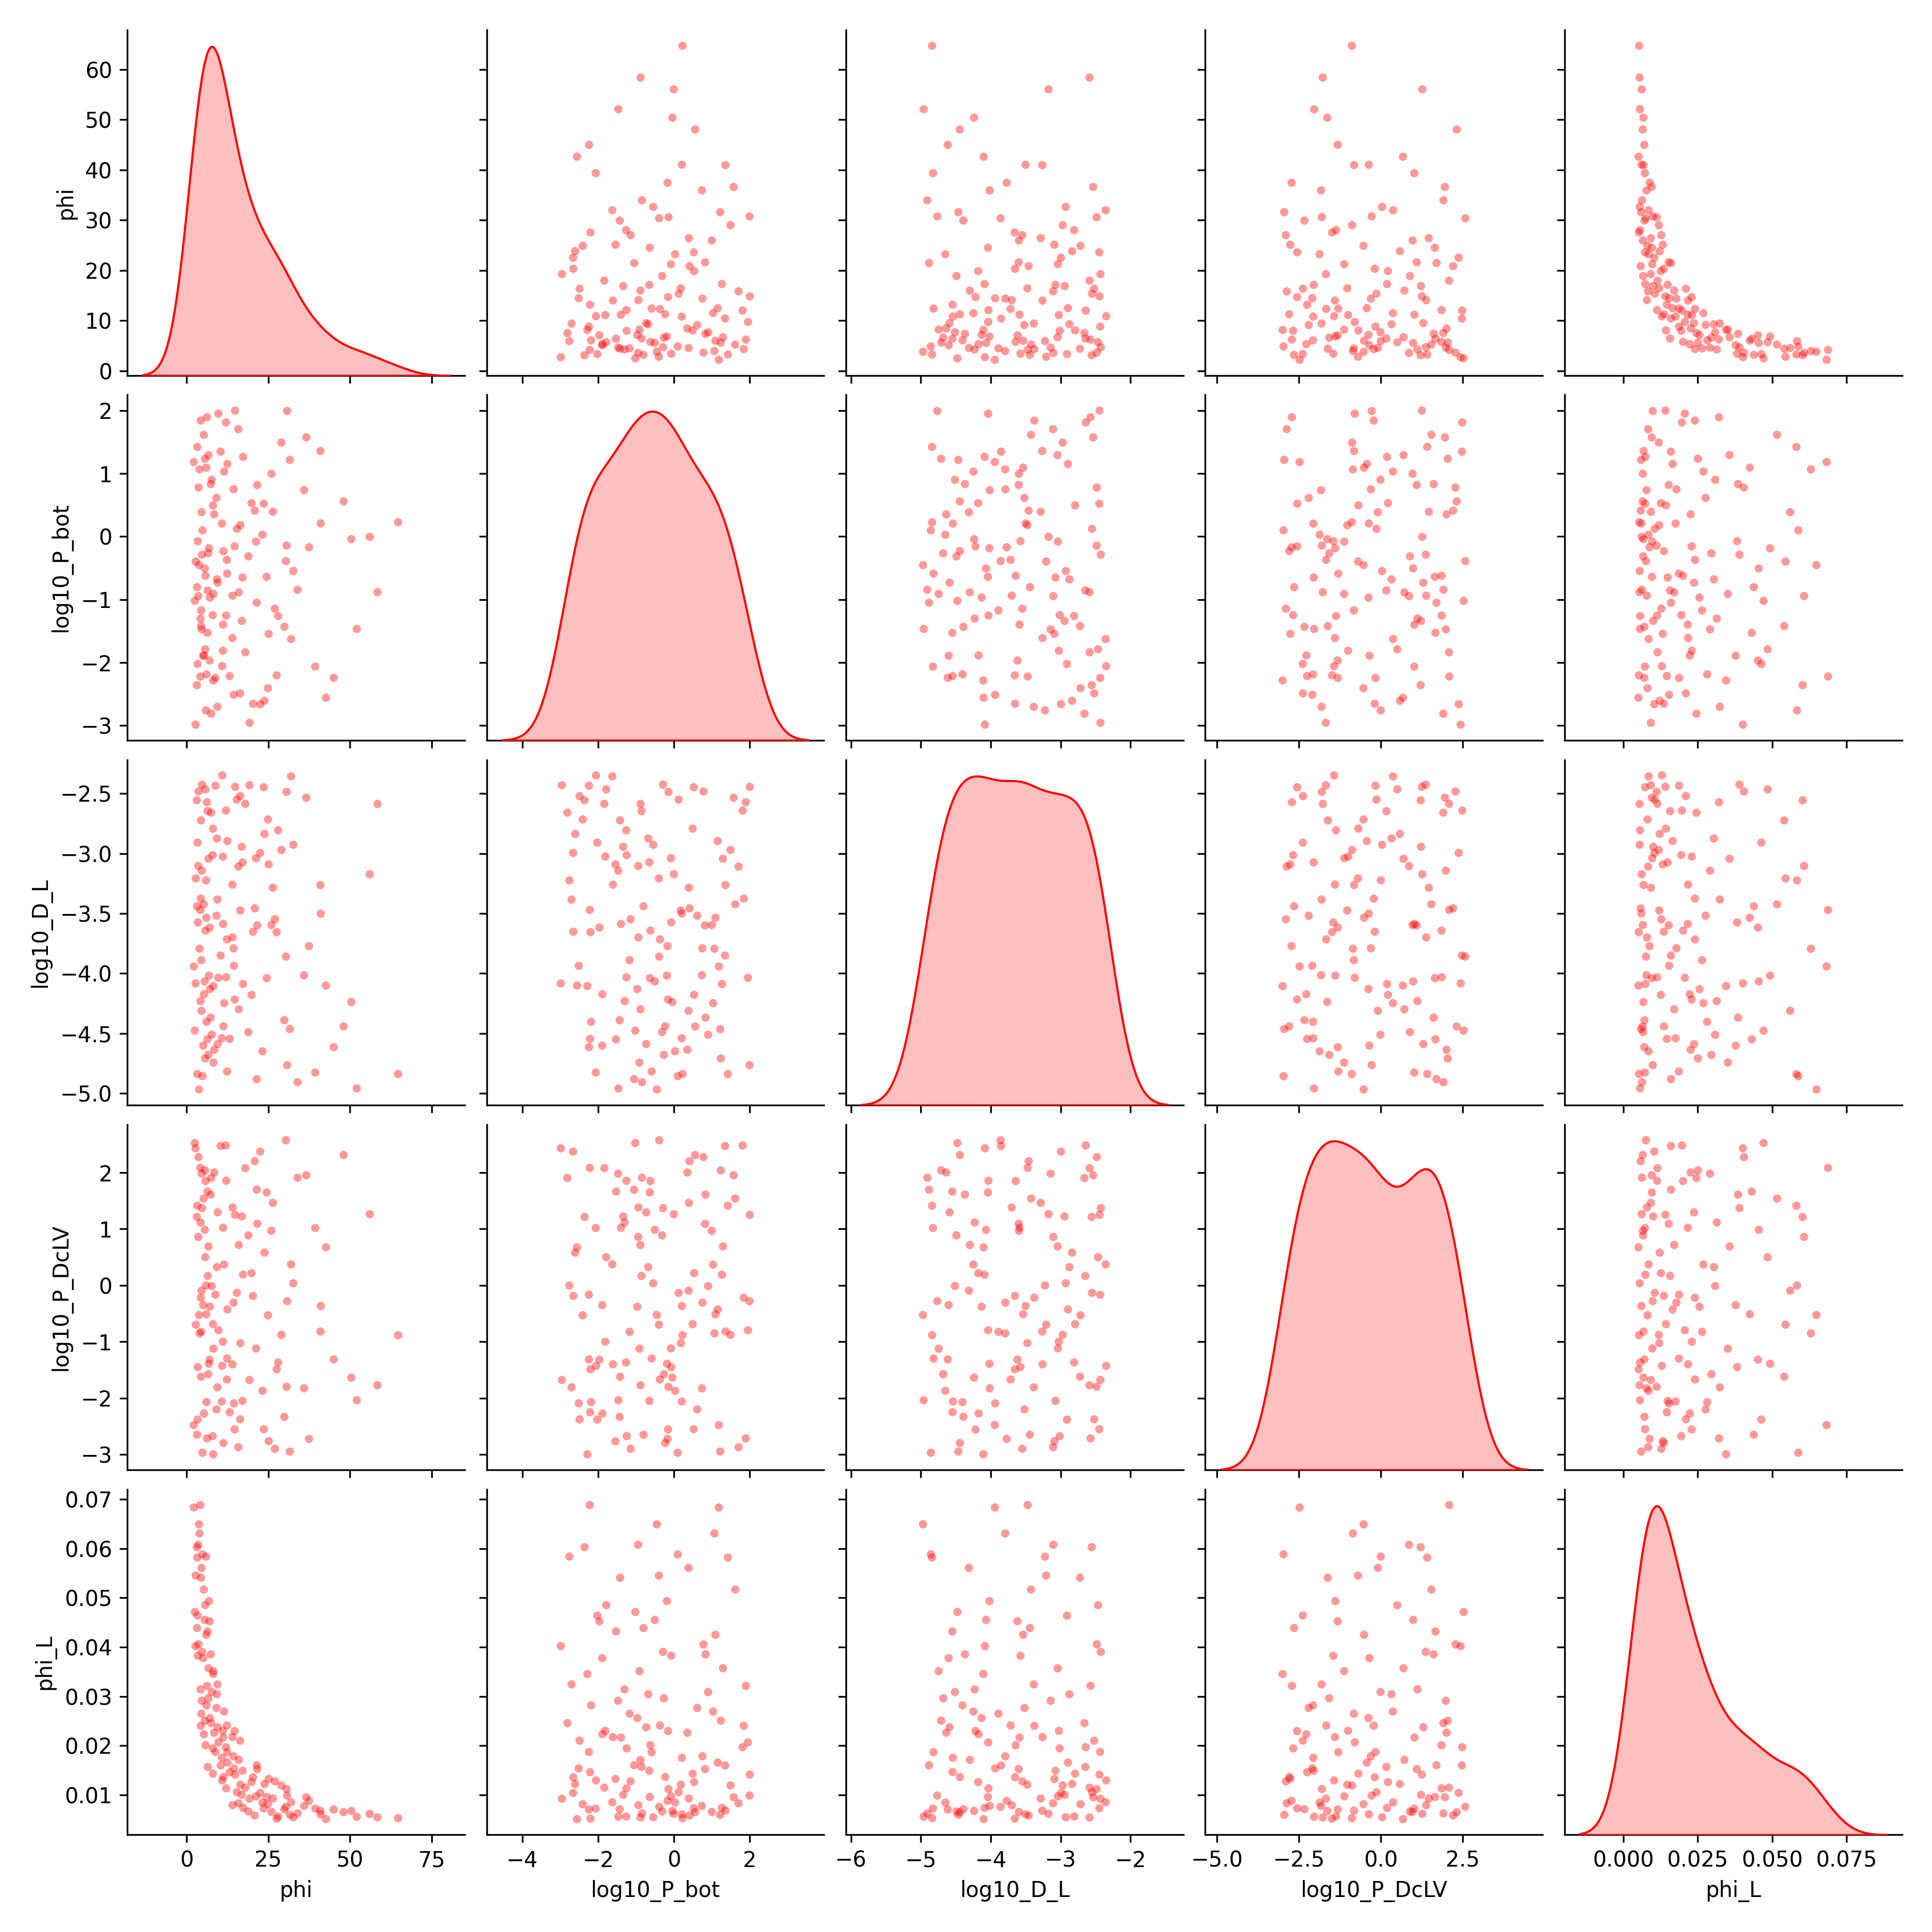 60
50
40
30
20
10
0
phi
2
1
0
−1
−2
−3
log10_P_bot
−2.5
−3.0
−3.5
−4.0
−4.5
−5.0
log10_D_L
2
1
0
−1
−2
−3
log10_P_DcLV
0.07
0.06
0.05
0.04
0.03
0.02
0.01
phi_L
0 25 50 75
−4 −2 0 2
−6 −5 −4 −3 −2
−5.0 −2.5 0.0 2.5
0.000 0.025 0.050 0.075
phi log10_P_bot log10_D_L log10_P_DcLV phi_L